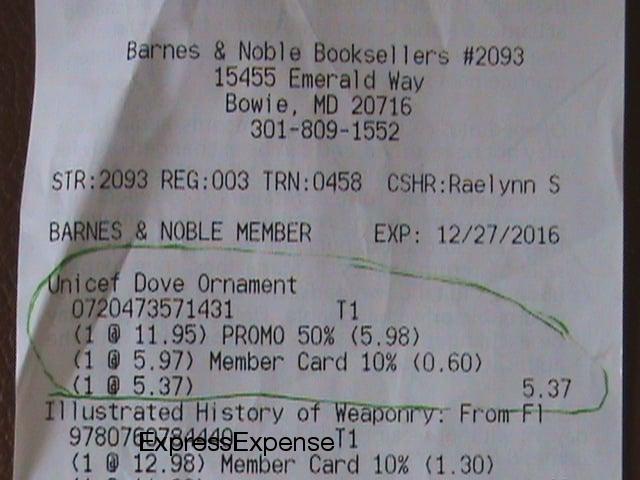 Barnes & Noble Booksellers #2093
15455 Emerald Way
Bowie, MD 20716
301-809-1552
STR:2093 REG:003 TRN:0458 CSHR:Raelynn S
BARNES & NOBLE MEMBER EXP: 12/27/2016
Unicef Dove Ornament
0720473571431 T1
(1 @ 11.95) PROMO 50% (5.98)
(1 @ 5.97) Member Card 10% (0.60)
(1 @ 5.37) 5.37
Illustrated History of Weaponry: From Fl
T1
ExpressExpense
(1 @ 12.98) Member Card 10% (1.30)